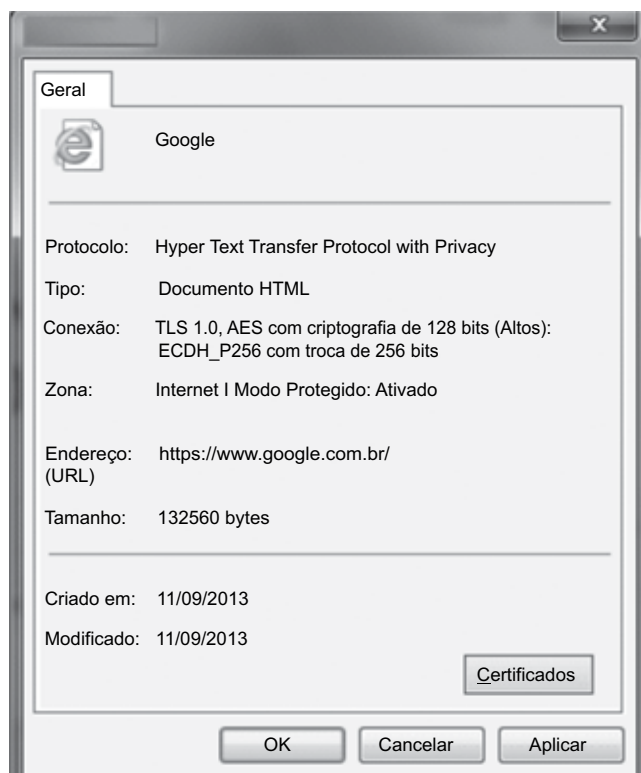 Geral
Google
Protocolo: Hyper Text Transfer Protocol with Privacy
Tipo: Documento HTML
Conexão: TLS 1.0, AES com criptografia de 128 bits (Altos):
ECDH_P256 com troca de 256 bits
Zona: Internet I Modo Protegido: Ativado
Endereço: https://www.google.com.br/
(URL)
Tamanho: 132560 bytes
Criado em: 11/09/2013
Modificado: 11/09/2013
Certificados
OK Cancelar Aplicar